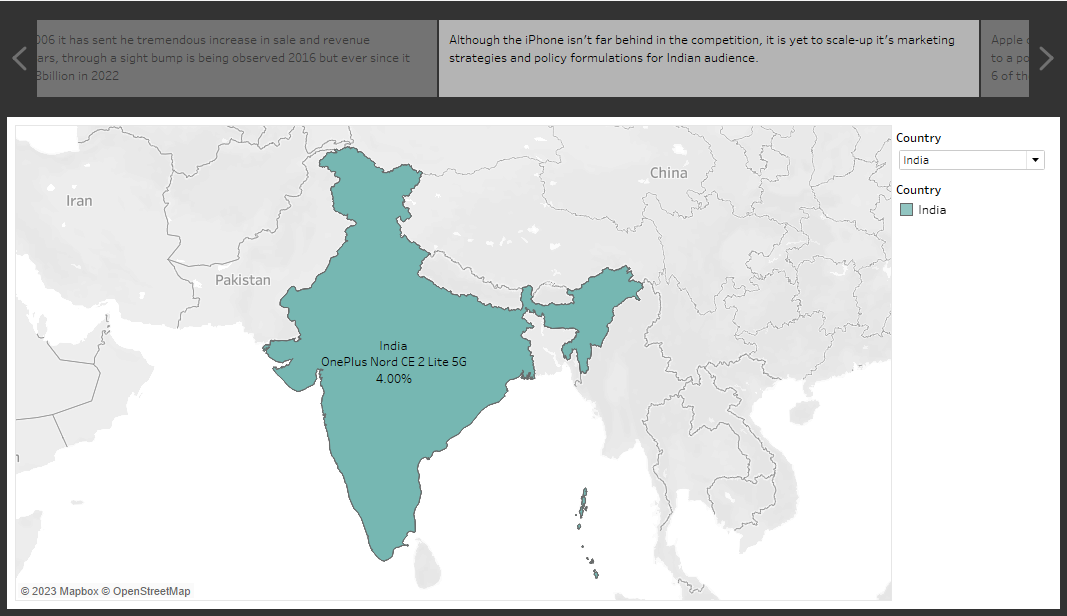 006 it has sent he tremendous increase in sale and revenue
ars, through a sight bump is being observed 2016 but ever since it
billion in 2022
Although the iPhone isn't far behind in the competition, it is yet to scale-up it's marketing
strategies and policy formulations for Indian audience.
Apple
to a po
6 of th
Country
India
Country
India
Iran
China
Pakistan
India
OnePlus Nord CE 2 Lite 5G
4.00%
© 2023 Mapbox © OpenStreetMap